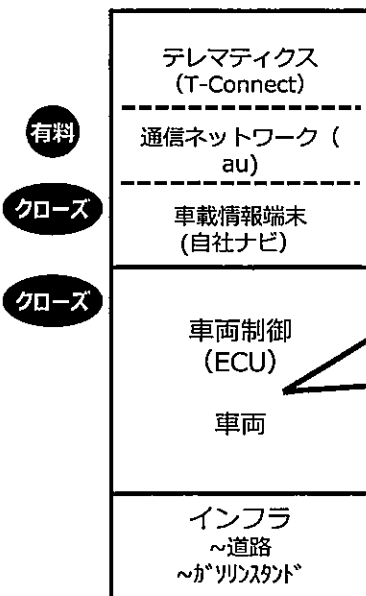 テレマティクス
(T-Connect)
有料
通信ネットワーク（
au)
クローズ
車載情報端末
(自社ナビ）
クローズ
車両制御
（ECU）
車両
インフラ
~道路
~ｶﾞｿﾘﾝｽﾀﾝﾄﾞ